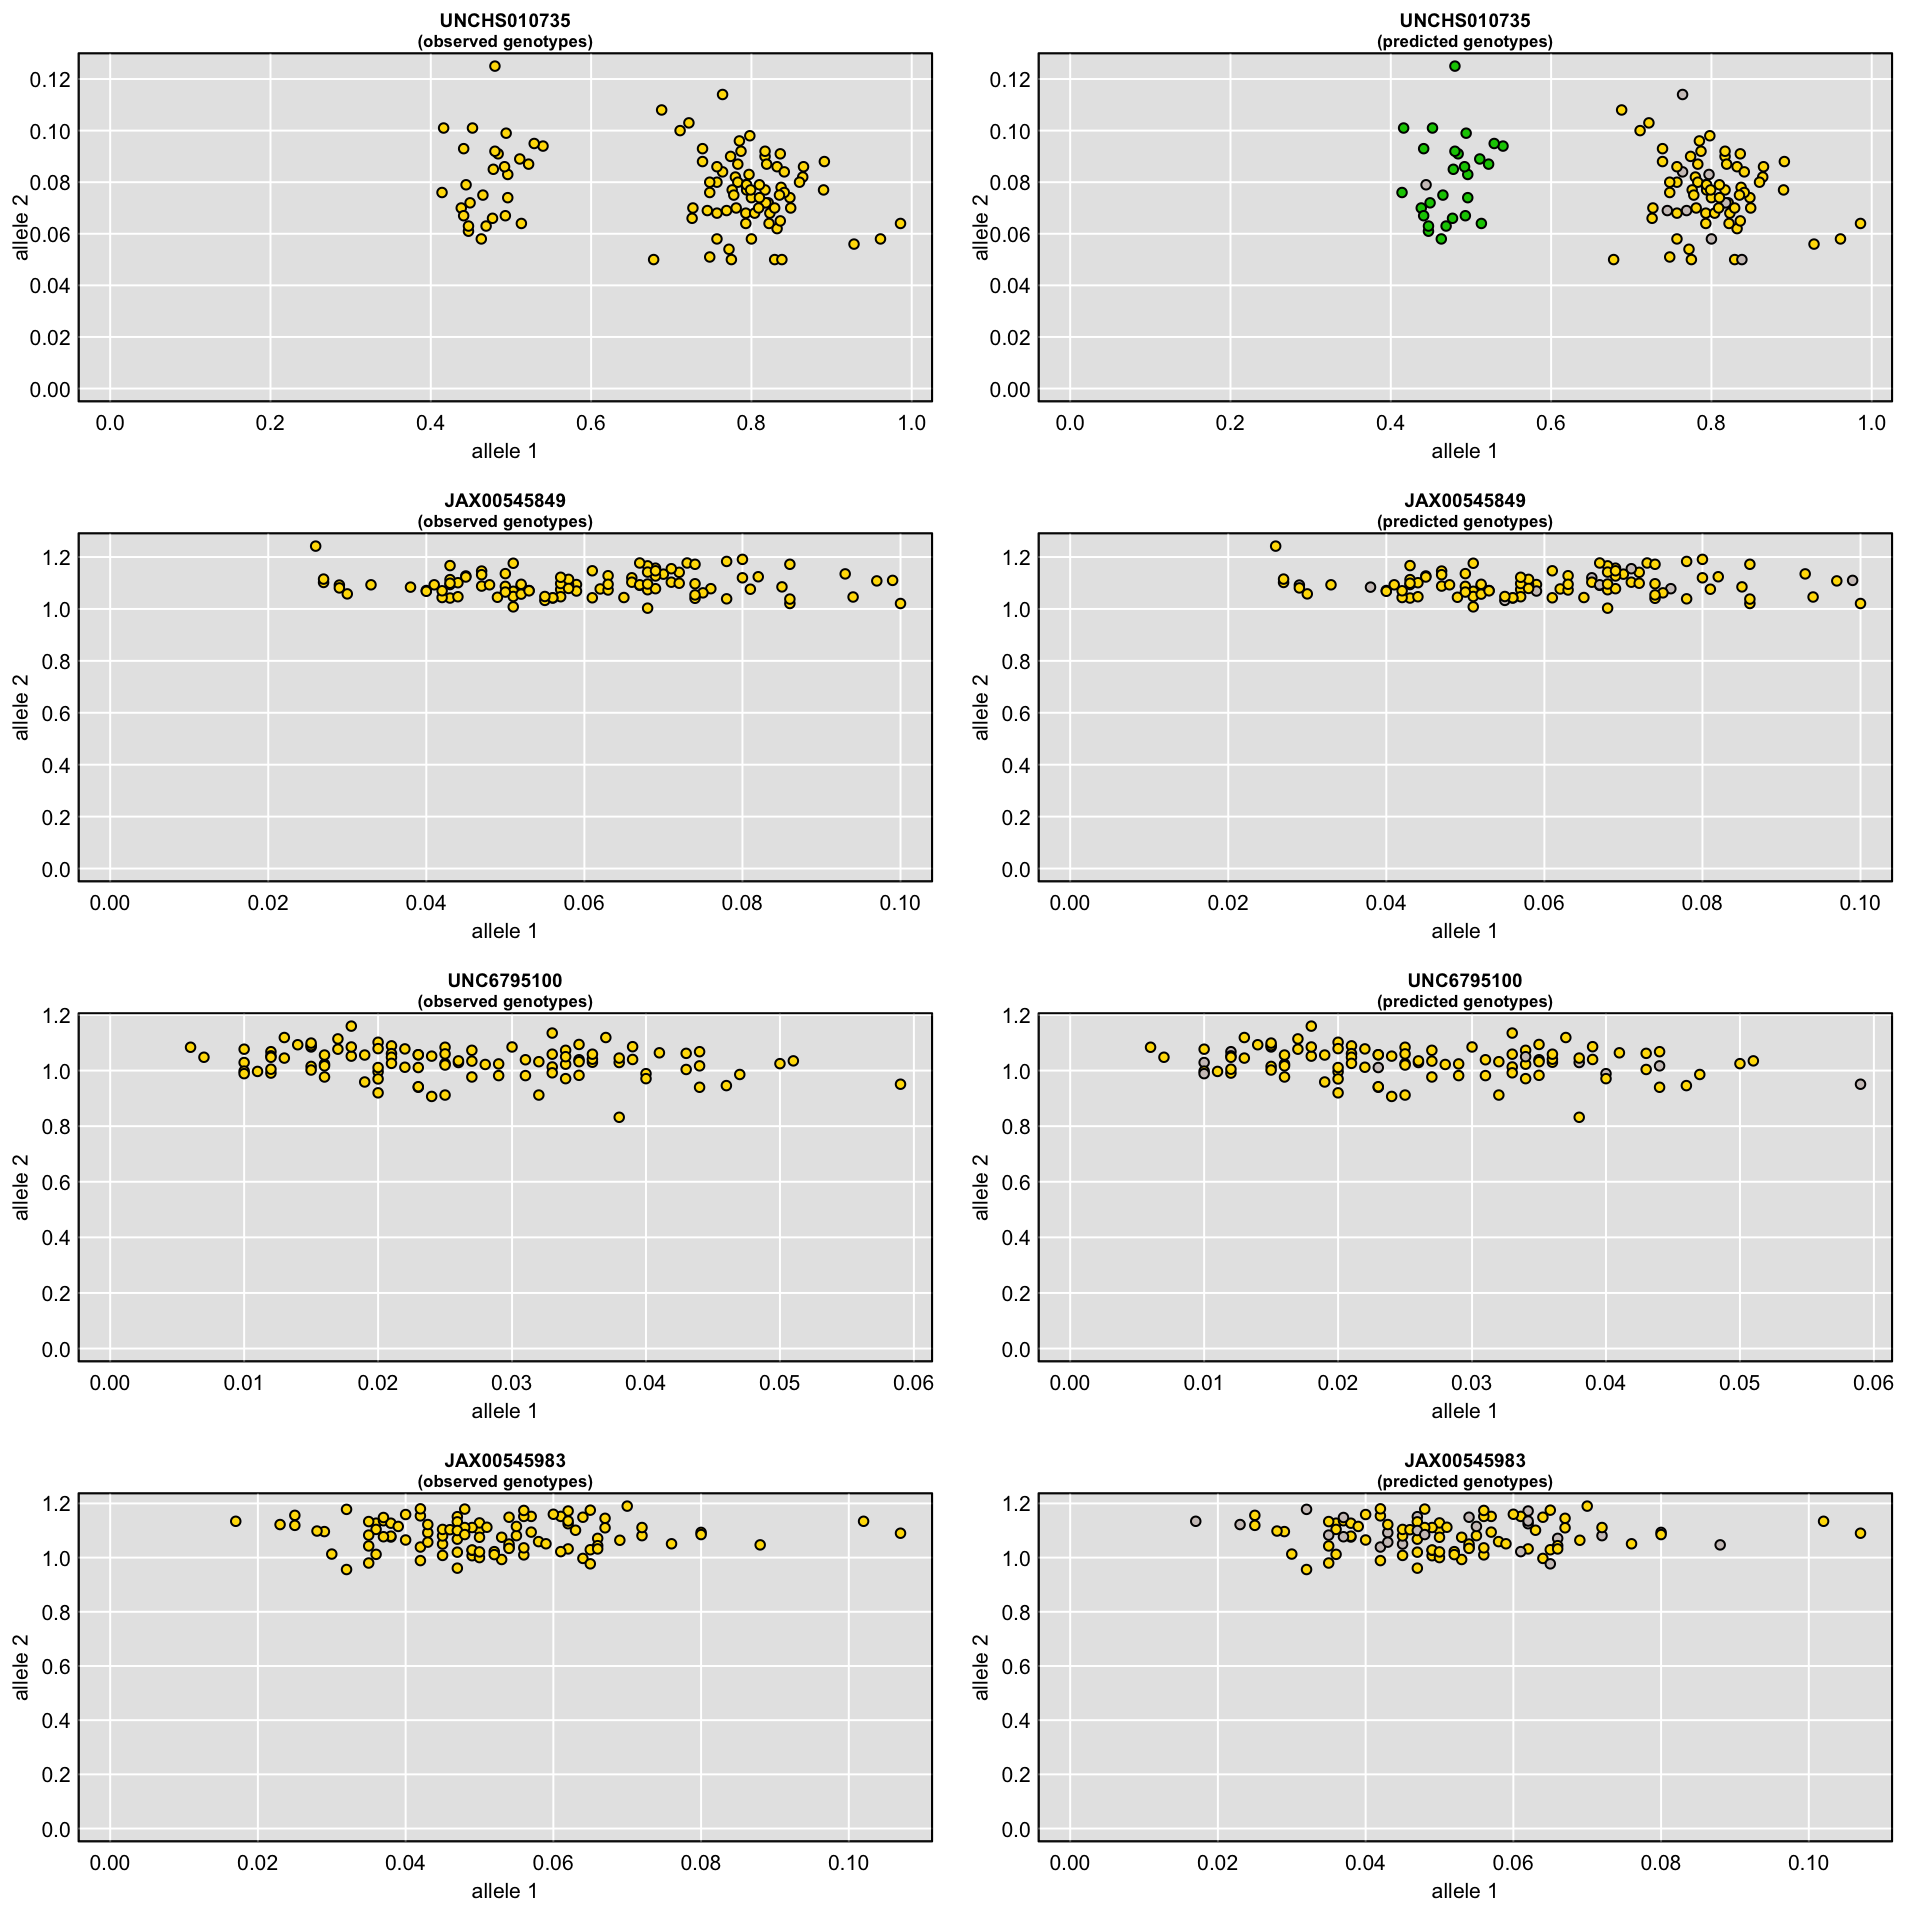 UNCHS010735
(observed genotypes)
0.12
0.10
0.08
0.06
0.04
0.02
0.00
allele 2
0.0 0.2 0.4 0.6 0.8 1.0
allele 1
UNCHS010735
(predicted genotypes)
0.12
0.10
0.08
0.06
0.04
0.02
0.00
allele 2
0.0 0.2 0.4 0.6 0.8 1.0
allele 1
JAX00545849
(observed genotypes)
1.2
1.0
0.8
0.6
0.4
0.2
0.0
allele 2
0.00 0.02 0.04 0.06 0.08 0.10
allele 1
JAX00545849
(predicted genotypes)
1.2
1.0
0.8
0.6
0.4
0.2
0.0
allele 2
0.00 0.02 0.04 0.06 0.08 0.10
allele 1
UNC6795100
(observed genotypes)
1.2
1.0
0.8
0.6
0.4
0.2
0.0
allele 2
0.00 0.01 0.02 0.03 0.04 0.05 0.06
allele 1
UNC6795100
(predicted genotypes)
1.2
1.0
0.8
0.6
0.4
0.2
0.0
allele 2
0.00 0.01 0.02 0.03 0.04 0.05 0.06
allele 1
JAX00545983
(observed genotypes)
1.2
1.0
0.8
0.6
0.4
0.2
0.0
allele 2
0.00 0.02 0.04 0.06 0.08 0.10
allele 1
JAX00545983
(predicted genotypes)
1.2
1.0
0.8
0.6
0.4
0.2
0.0
allele 2
0.00 0.02 0.04 0.06 0.08 0.10
allele 1